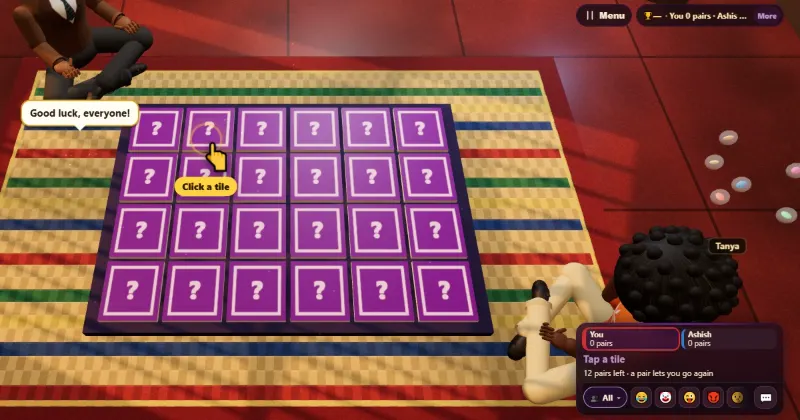 Menu
— · You 0 pairs · Ashis ...
More
Good luck, everyone!
? ? ? ? ? ?
Click a tile
? ? ? ? ? ?
? ? ? ? ? ?
? ? ? ? ? ?
Tanya
You
0 pairs
Ashish
0 pairs
Tap a tile
12 pairs left · a pair lets you go again
All